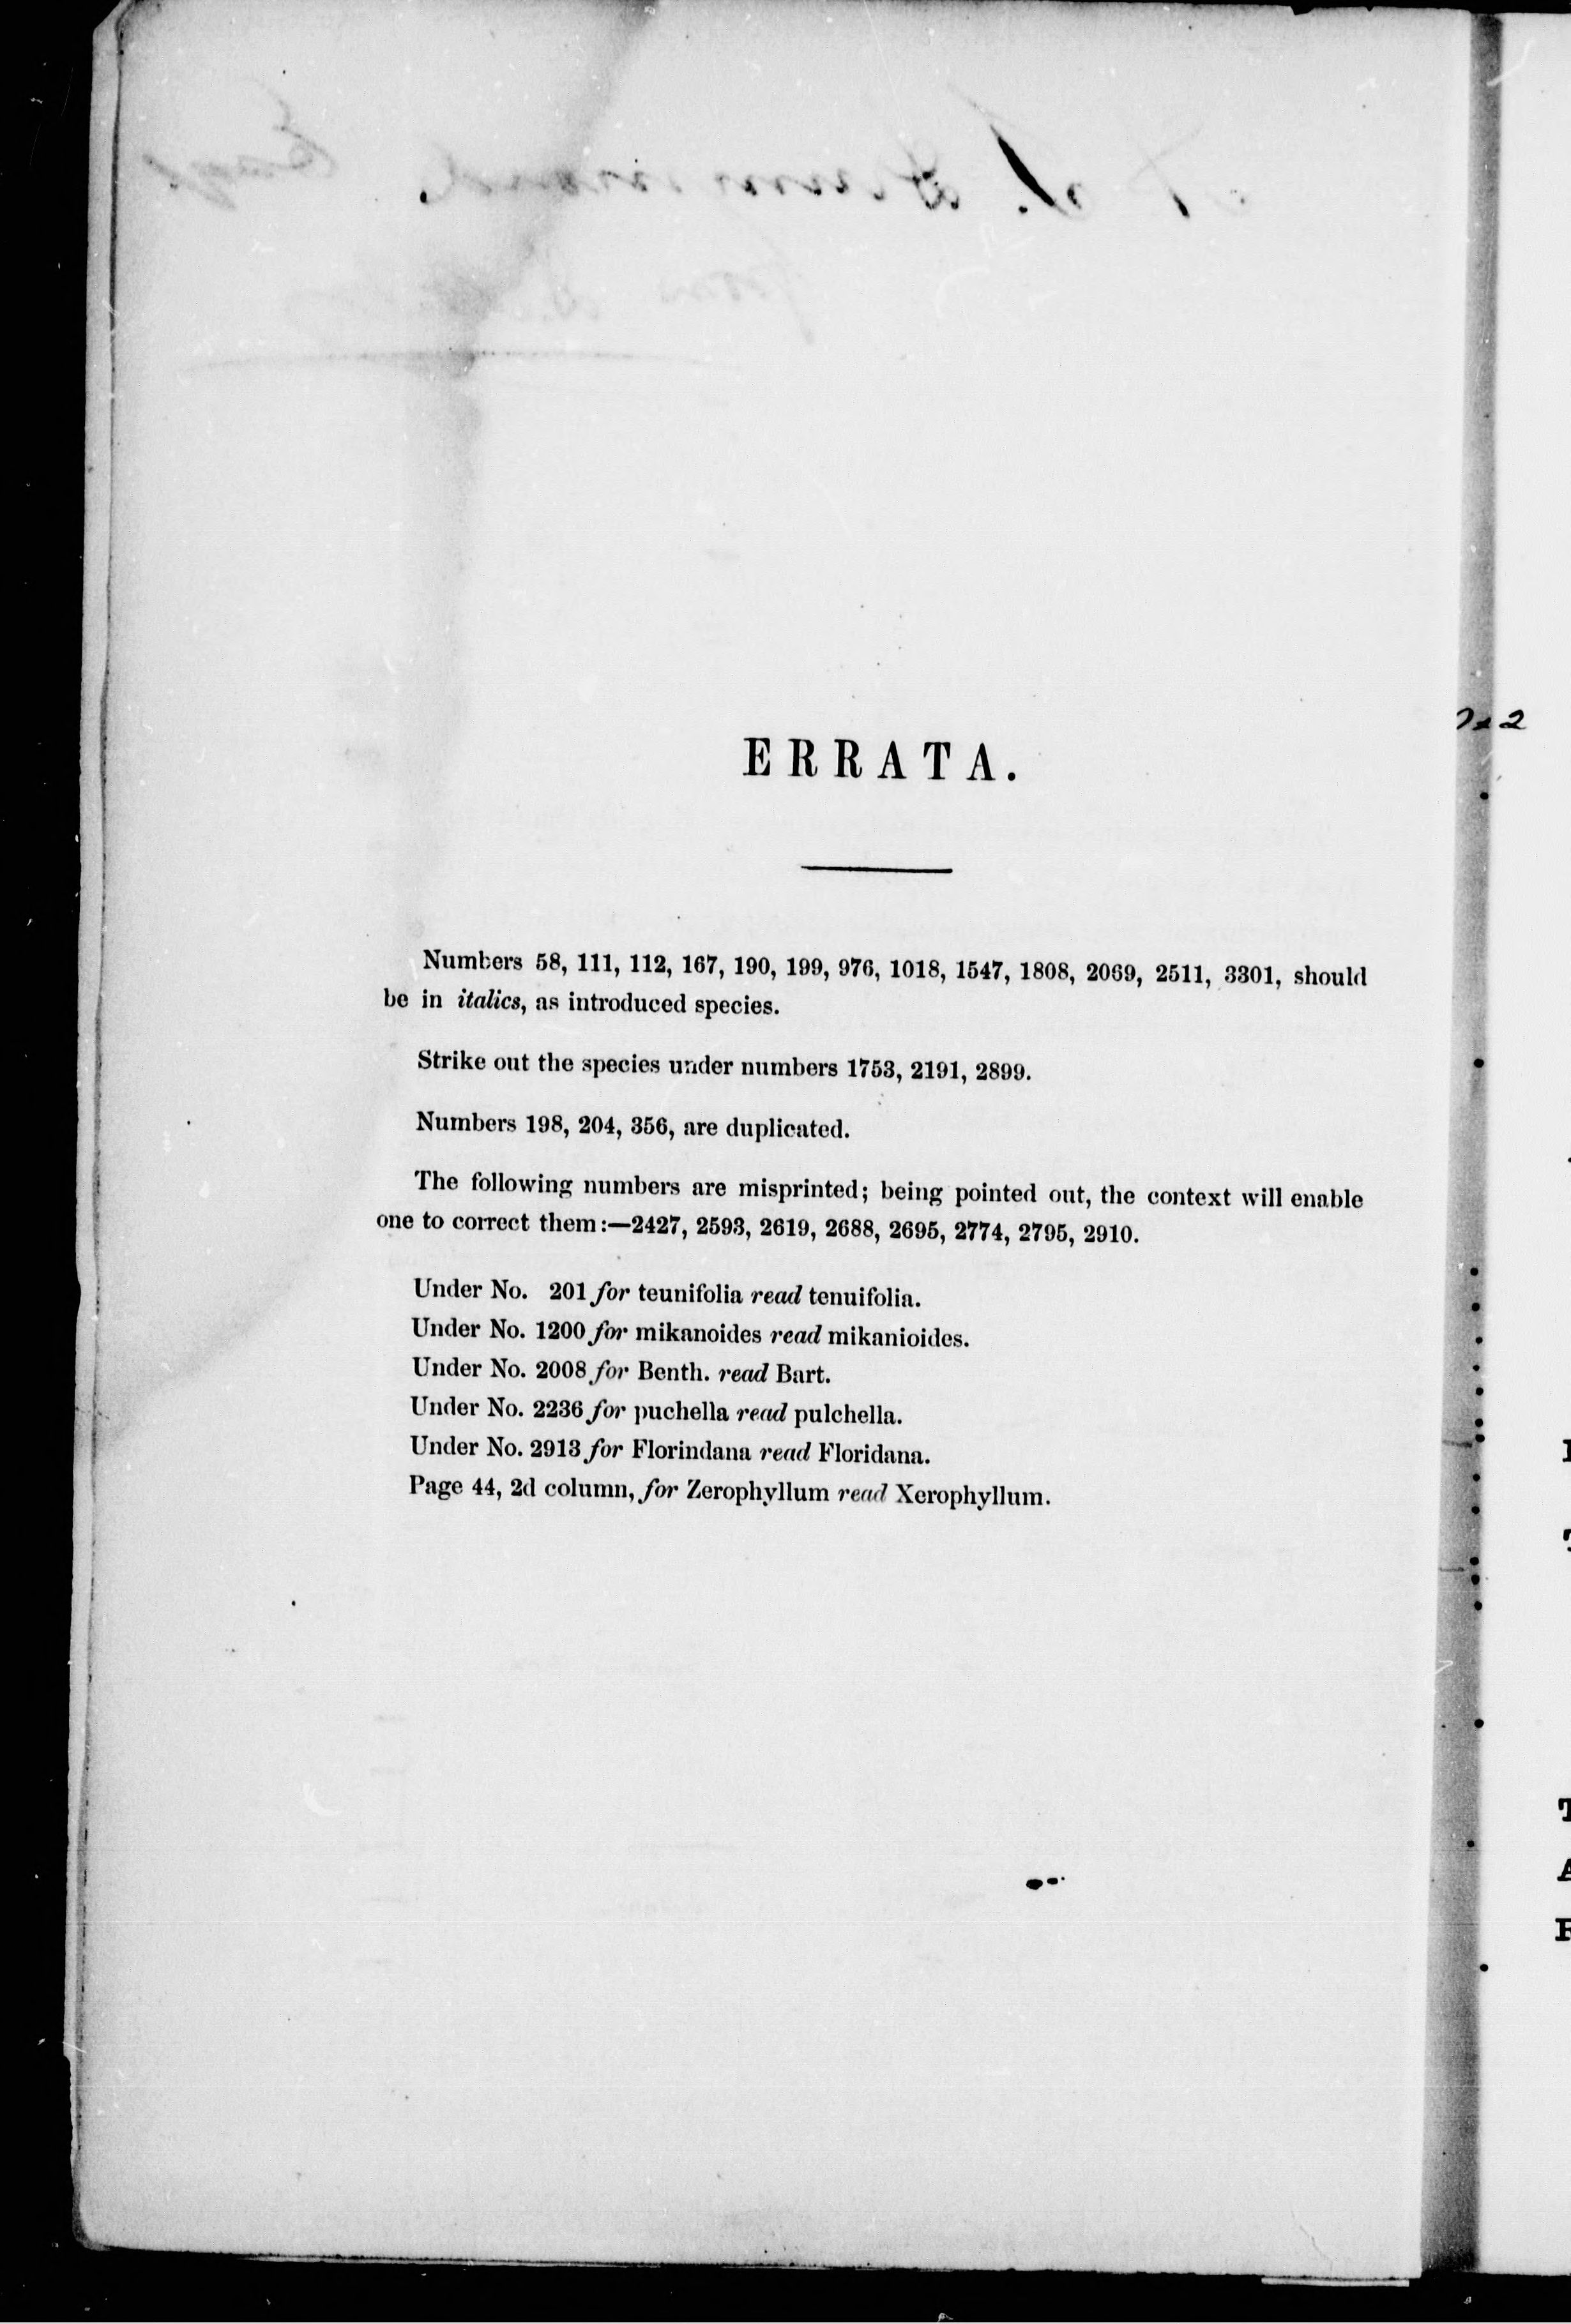 ERRATA.
Numbers 58, 111, 112, 167, 190, 199, 976, 1018, 1547, 1808, 2069, 2511, 3301, should
be in italics, as introduced species.
Strike out the species under numbers 1753, 2191, 2899.
Numbers 198, 204, 356, are duplicated.
The following numbers are misprinted; being pointed out, the context will enable
one to correct them:—2427, 2593, 2619, 2688, 2695, 2774, 2795, 2910.
Under No. 201 for teunifolia read tenuifolia.
Under No. 1200 for mikanoides read mikanioides.
Under No. 2008 for Benth. read Bart.
Under No. 2236 for puchella read pulchella.
Under No. 2913 for Florindana read Floridana.
Page 44, 2d column, for Zerophyllum read Xerophyllum.